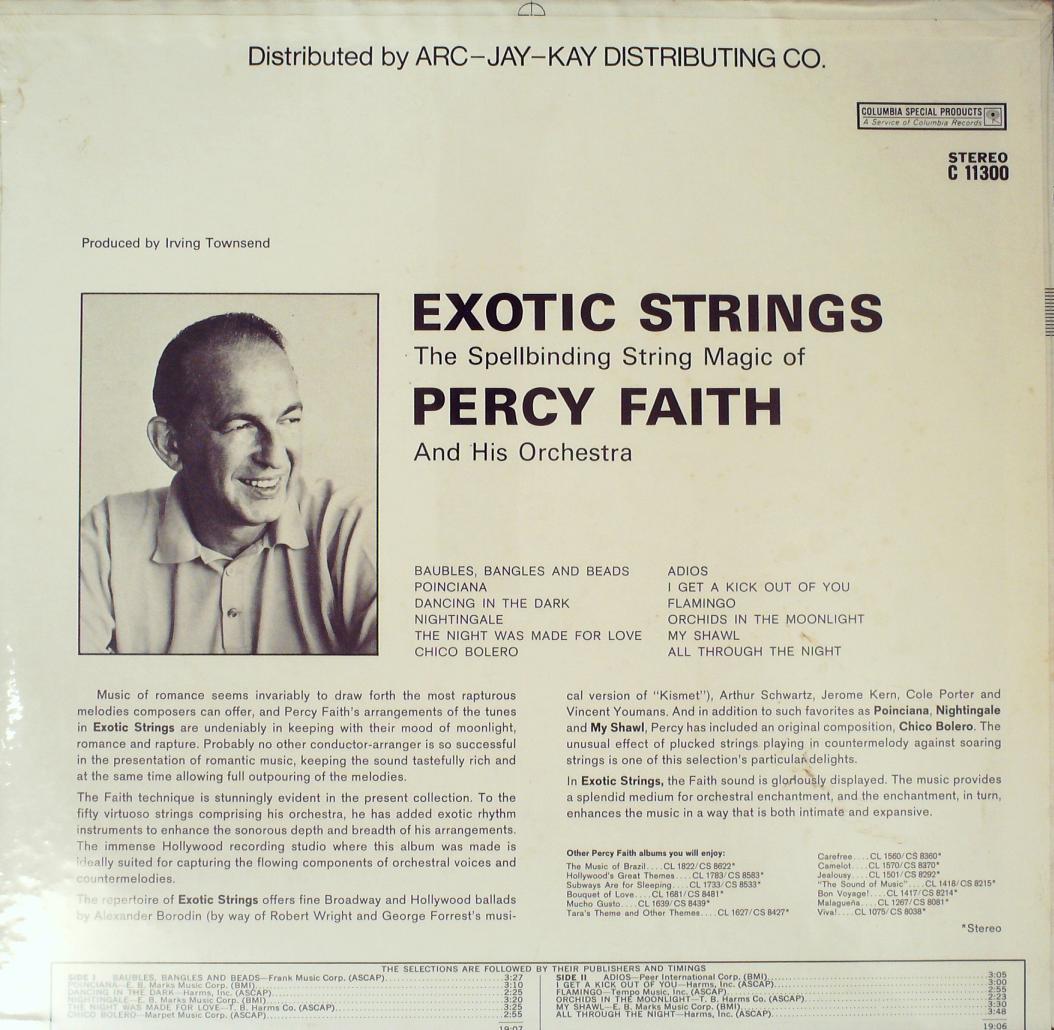 Distributed by ARC-JAY-KAY DISTRIBUTING CO.
COLUMBIA SPECIAL PRODUCTS
A Service of Columbia Records
STEREO
C 11300
Produced by Irving Townsend
EXOTIC STRINGS
The Spellbinding String Magic of
PERCY FAITH
And His Orchestra
BAUBLES, BANGLES AND BEADS
POINCIANA
DANCING IN THE DARK
NIGHTINGALE
THE NIGHT WAS MADE FOR LOVE
CHICO BOLERO
ADIOS
I GET A KICK OUT OF YOU
FLAMINGO
ORCHIDS IN THE MOONLIGHT
MY SHAWL
ALL THROUGH THE NIGHT
Music of romance seems invariably to draw forth the most rapturous
melodies composers can offer, and Percy Faith's arrangements of the tunes
in Exotic Strings are undeniably in keeping with their mood of moonlight,
romance and rapture. Probably no other conductor-arranger is so successful
in the presentation of romantic music, keeping the sound tastefully rich and
at the same time allowing full outpouring of the melodies.
The Faith technique is stunningly evident in the present collection. To the
fifty virtuoso strings comprising his orchestra, he has added exotic rhythm
instruments to enhance the sonorous depth and breadth of his arrangements.
The immense Hollywood recording studio where this album was made is
ideally suited for capturing the flowing components of orchestral voices and
countermelodies.
The repertoire of Exotic Strings offers fine Broadway and Hollywood ballads
by Alexander Borodin (by way of Robert Wright and George Forrest's musi-
cal version of "Kismet"), Arthur Schwartz, Jerome Kern, Cole Porter and
Vincent Youmans. And in addition to such favorites as Poinciana, Nightingale
and My Shawl, Percy has included an original composition, Chico Bolero. The
unusual effect of plucked strings playing in countermelody against soaring
strings is one of this selection's particular delights.
In Exotic Strings, the Faith sound is gloriously displayed. The music provides
a splendid medium for orchestral enchantment, and the enchantment, in turn,
enhances the music in a way that is both intimate and expansive.
Other Percy Faith albums you will enjoy:
The Music of Brazil....CL 1822/CS 8622*
Hollywood's Great Themes....CL 1783/CS 8583*
Subways Are for Sleeping....CL 1733/CS 8533*
Bouquet of Love....CL 1681/CS 8481*
Mucho Gusto....CL 1639/CS 8439*
Tara's Theme and Other Themes....CL 1627/CS 8427*
Carefree....CL 1560/CS 8360*
Camelot....CL 1570/CS 8370*
Jealousy....CL 1501/CS 8292*
"The Sound of Music"....CL 1418/CS 8215*
Bon Voyage!....CL 1417/CS 8214*
Malagueña....CL 1267/CS 8081*
Viva!....CL 1075/CS 8038*
*Stereo
THE SELECTIONS ARE FOLLOWED BY THEIR PUBLISHERS AND TIMINGS
SIDE I BAUBLES, BANGLES AND BEADS—Frank Music Corp. (ASCAP) 3:27
POINCIANA—E. B. Marks Music Corp. (BMI) 3:10
DANCING IN THE DARK—Harms, Inc. (ASCAP) 2:25
NIGHTINGALE—E. B. Marks Music Corp. (BMI) 3:20
THE NIGHT WAS MADE FOR LOVE—T. B. Harms Co. (ASCAP) 3:25
CHICO BOLERO—Marpet Music Corp. (ASCAP) 2:55
19:07
SIDE II ADIOS—Peer International Corp. (BMI) 3:05
I GET A KICK OUT OF YOU—Harms, Inc. (ASCAP) 3:00
FLAMINGO—Tempo Music, Inc. (ASCAP) 2:55
ORCHIDS IN THE MOONLIGHT—T. B. Harms Co. (ASCAP) 2:23
MY SHAWL—E. B. Marks Music Corp. (BMI) 3:30
ALL THROUGH THE NIGHT—Harms, Inc. (ASCAP) 3:48
19:06